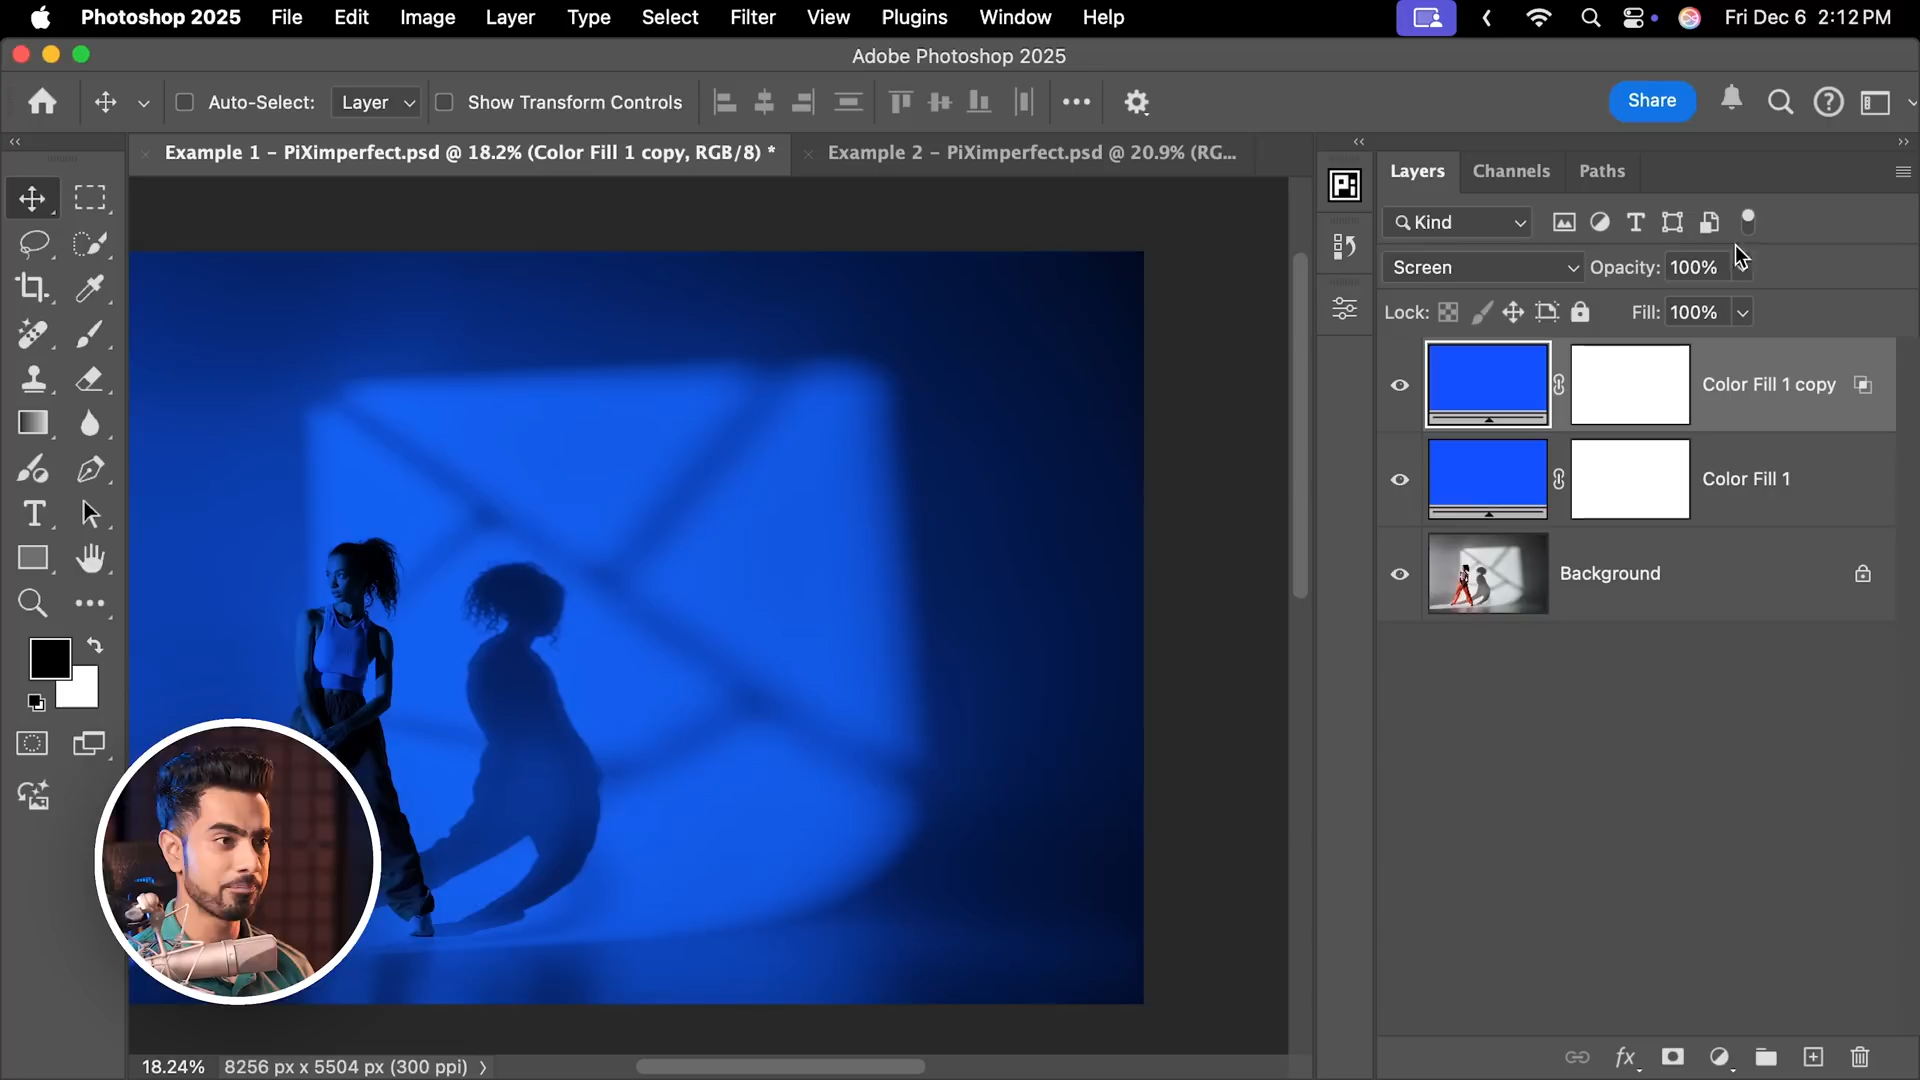 Photoshop 2025 File Edit Image Layer Type Select Filter View Plugins Window Help Fri Dec 6 2:12 PM
Adobe Photoshop 2025
Auto-Select: Layer Show Transform Controls Share
Example 1 – PiXimperfect.psd @ 18.2% (Color Fill 1 copy, RGB/8) * Example 2 – PiXimperfect.psd @ 20.9% (RG...
Pi
Layers Channels Paths
Kind
Screen Opacity: 100%
Lock: Fill: 100%
Color Fill 1 copy
Color Fill 1
Background
18.24% 8256 px x 5504 px (300 ppi)
fx